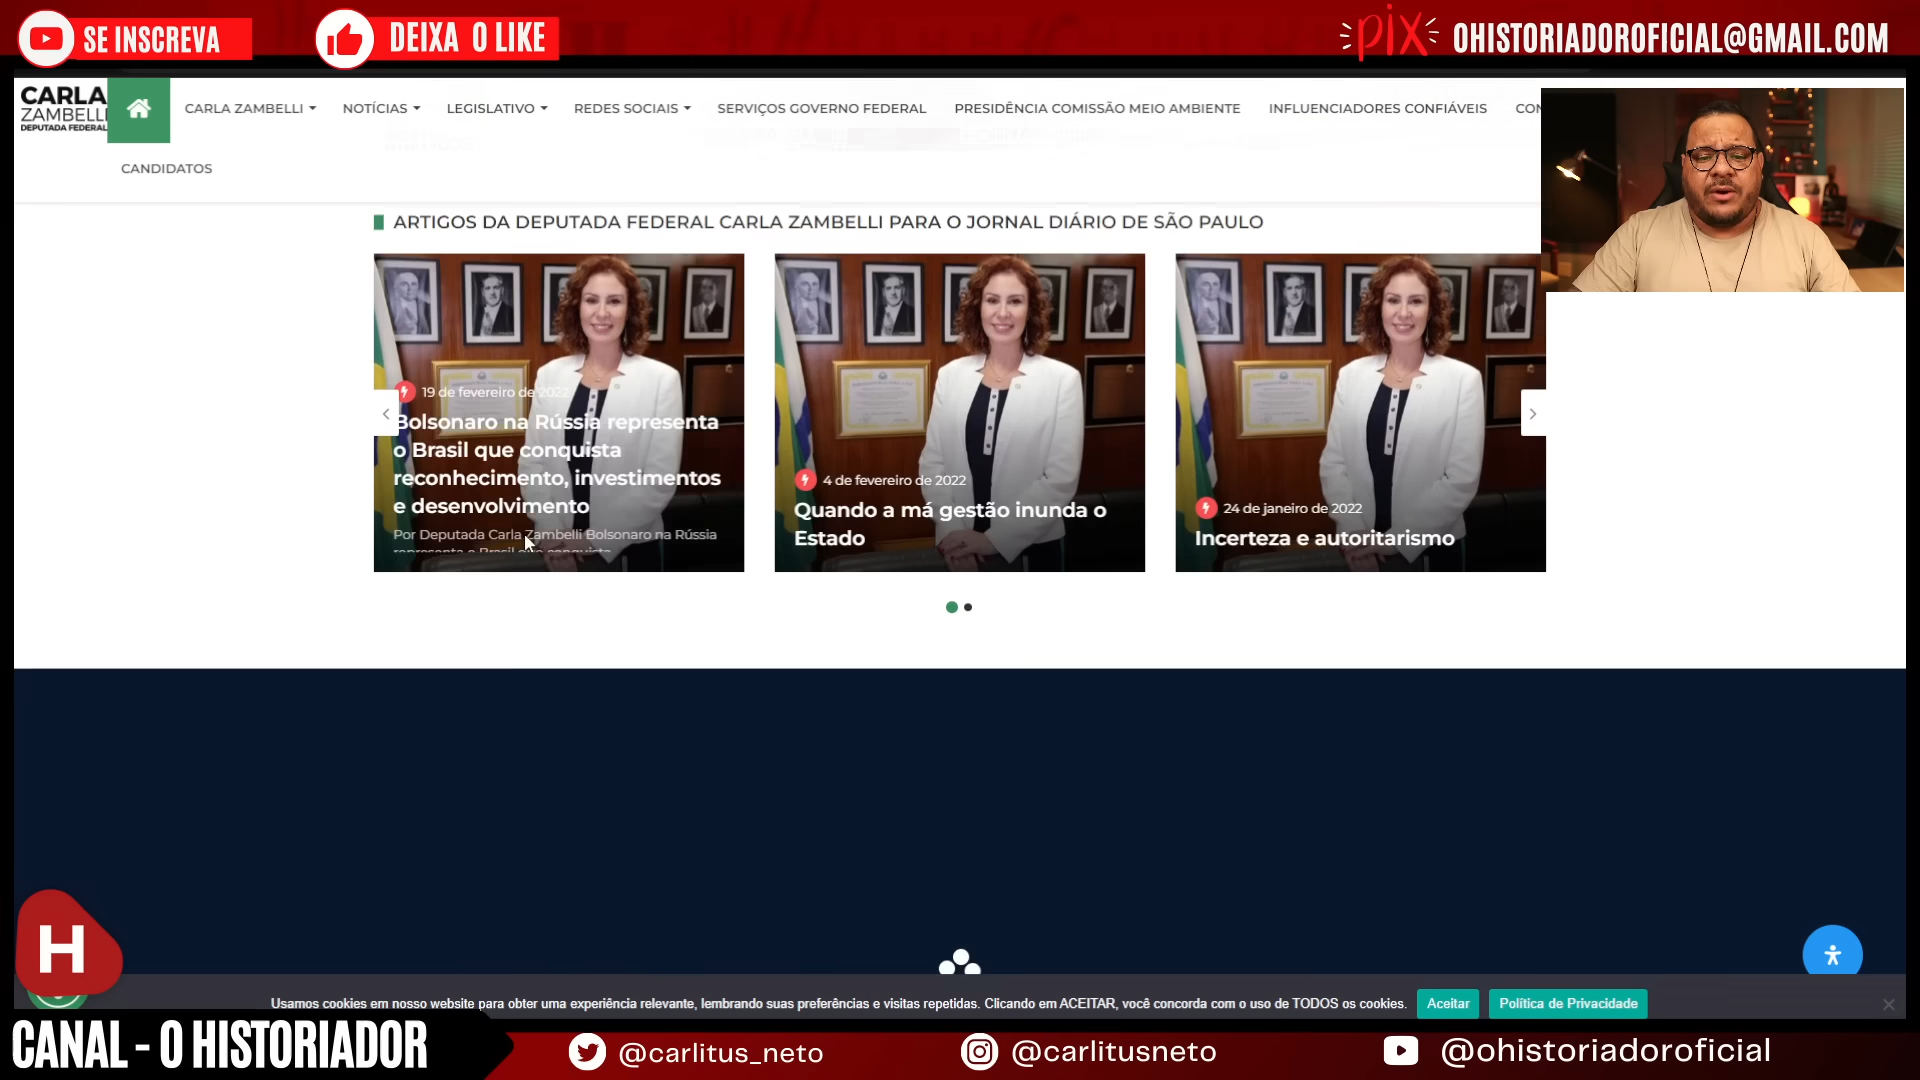 SE INSCREVA
DEIXA O LIKE
PIX
OHISTORIADOROFICIAL@GMAIL.COM
CARLA
ZAMBELLI
DEPUTADA FEDERAL
CARLA ZAMBELLI
NOTÍCIAS
LEGISLATIVO
REDES SOCIAIS
SERVIÇOS GOVERNO FEDERAL
PRESIDÊNCIA COMISSÃO MEIO AMBIENTE
INFLUENCIADORES CONFIÁVEIS
CANDIDATOS
ARTIGOS DA DEPUTADA FEDERAL CARLA ZAMBELLI PARA O JORNAL DIÁRIO DE SÃO PAULO
19 de fevereiro de 2022
Bolsonaro na Rússia representa
o Brasil que conquista
reconhecimento, investimentos
e desenvolvimento
Por Deputada Carla Zambelli Bolsonaro na Rússia
representa o Brasil que conquista
4 de fevereiro de 2022
Quando a má gestão inunda o
Estado
24 de janeiro de 2022
Incerteza e autoritarismo
H
Usamos cookies em nosso website para obter uma experiência relevante, lembrando suas preferências e visitas repetidas. Clicando em ACEITAR, você concorda com o uso de TODOS os cookies.
Aceitar
Política de Privacidade
CANAL - O HISTORIADOR
@carlitus_neto
@carlitusneto
@ohistoriadoroficial